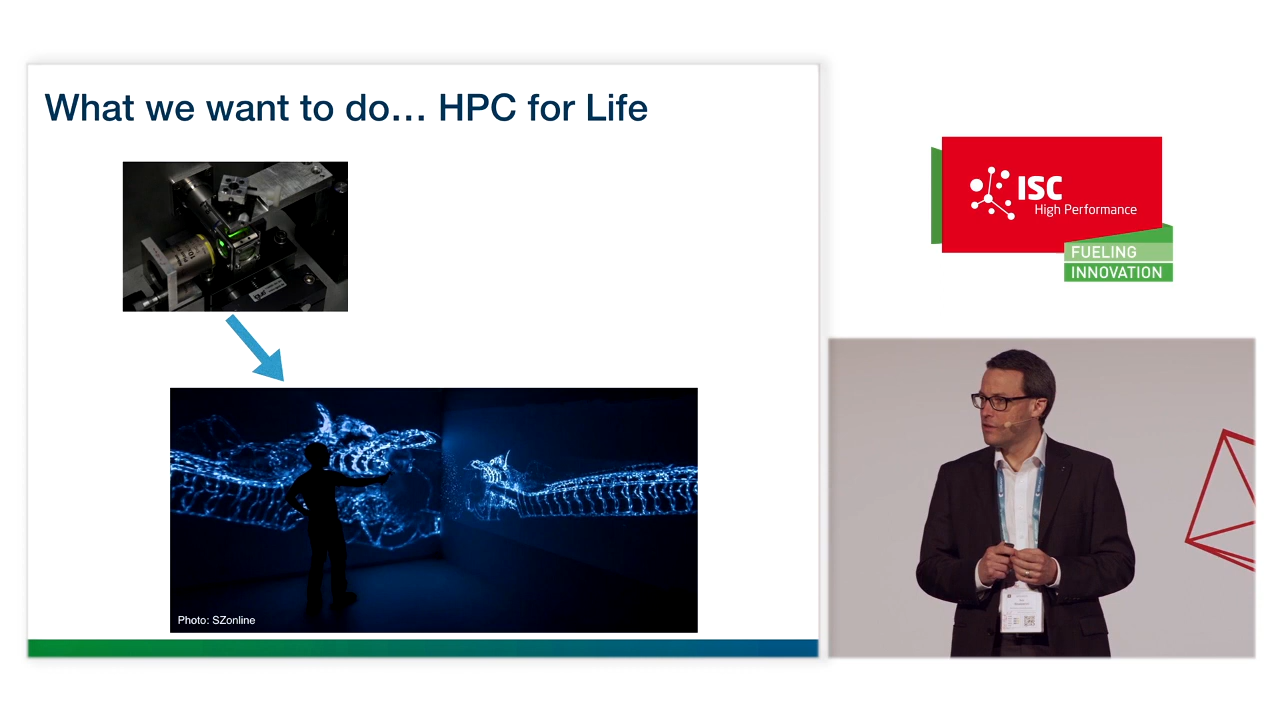 What we want to do... HPC for Life
Photo: SZonline
ISC
High Performance
FUELING
INNOVATION